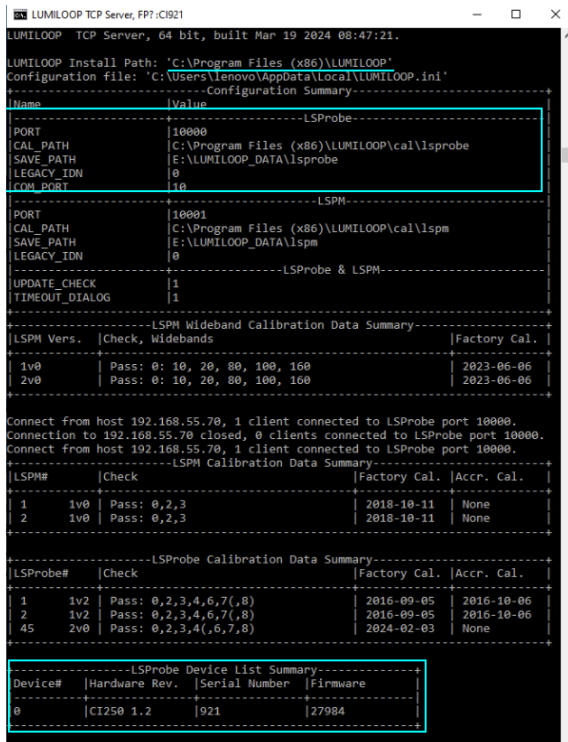 LUMILOOP TCP Server, FP? :CI921
LUMILOOP  TCP Server, 64 bit, built Mar 19 2024 08:47:21.
LUMILOOP Install Path: 'C:\Program Files (x86)\LUMILOOP'
Configuration file: 'C:\Users\lenovo\AppData\Local\LUMILOOP.ini'
+----------------------Configuration Summary----------------------+
|Name |Value |
+----------------------LSProbe----------------------+
|PORT |10000
|CAL_PATH |C:\Program Files (x86)\LUMILOOP\cal\lsprobe
|SAVE_PATH |E:\LUMILOOP_DATA\lsprobe
|LEGACY_IDN |0
|COM_PORT |10
+----------------------LSPM----------------------+
|PORT |10001
|CAL_PATH |C:\Program Files (x86)\LUMILOOP\cal\lspm
|SAVE_PATH |E:\LUMILOOP_DATA\lspm
|LEGACY_IDN |0
+----------------------LSProbe & LSPM----------------------+
|UPDATE_CHECK |1
|TIMEOUT_DIALOG |1
+----------------------LSPM Wideband Calibration Data Summary----------------------+
|LSPM Vers. |Check, Widebands |Factory Cal. |
| 1v0 | Pass: 0: 10, 20, 80, 100, 160 | 2023-06-06 |
| 2v0 | Pass: 0: 10, 20, 80, 100, 160 | 2023-06-06 |
Connect from host 192.168.55.70, 1 client connected to LSProbe port 10000.
Connection to 192.168.55.70 closed, 0 clients connected to LSProbe port 10000.
Connect from host 192.168.55.70, 1 client connected to LSProbe port 10000.
+----------------------LSPM Calibration Data Summary----------------------+
|LSPM# |Check |Factory Cal. |Accr. Cal. |
| 1 1v0 | Pass: 0,2,3 | 2018-10-11 | None |
| 2 1v0 | Pass: 0,2,3 | 2018-10-11 | None |
+----------------------LSProbe Calibration Data Summary----------------------+
|LSProbe# |Check |Factory Cal. |Accr. Cal. |
| 1 1v2 | Pass: 0,2,3,4,6,7(,8) | 2016-09-05 | 2016-10-06 |
| 2 1v2 | Pass: 0,2,3,4,6,7(,8) | 2016-09-05 | 2016-10-06 |
| 45 2v0 | Pass: 0,2,3,4(,6,7,8) | 2024-02-03 | None |
+----------------------LSProbe Device List Summary----------------------+
|Device# |Hardware Rev. |Serial Number |Firmware |
|0 |CI250 1.2 |921 |27984 |